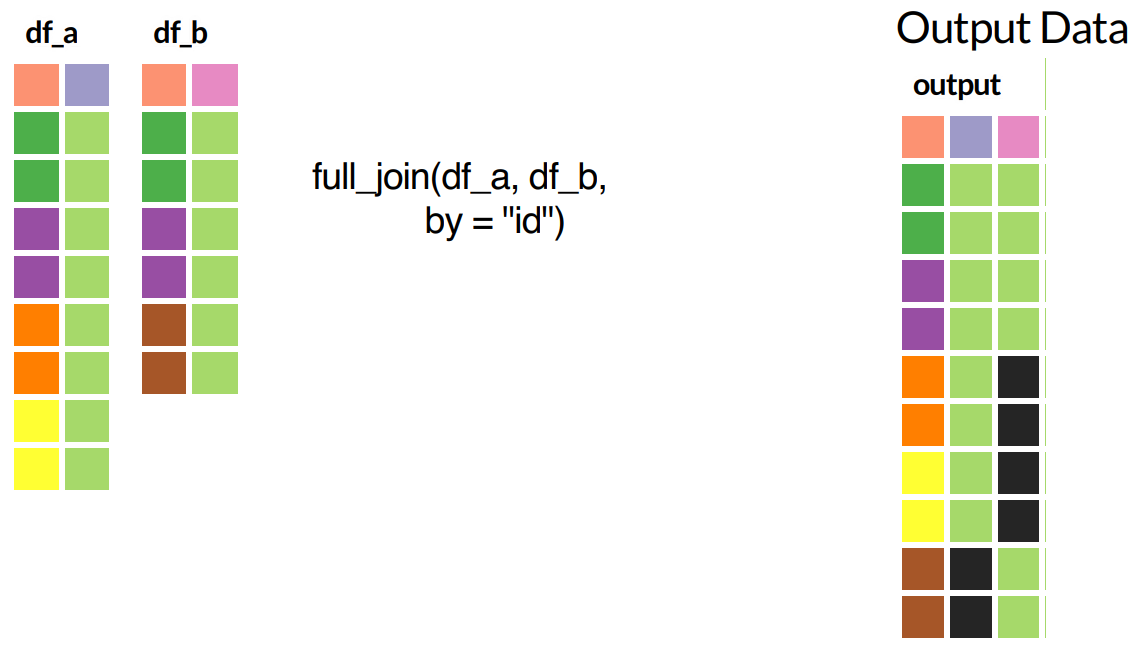 df_a
df_b
full_join(df_a, df_b,
by = "id")
Output Data
output